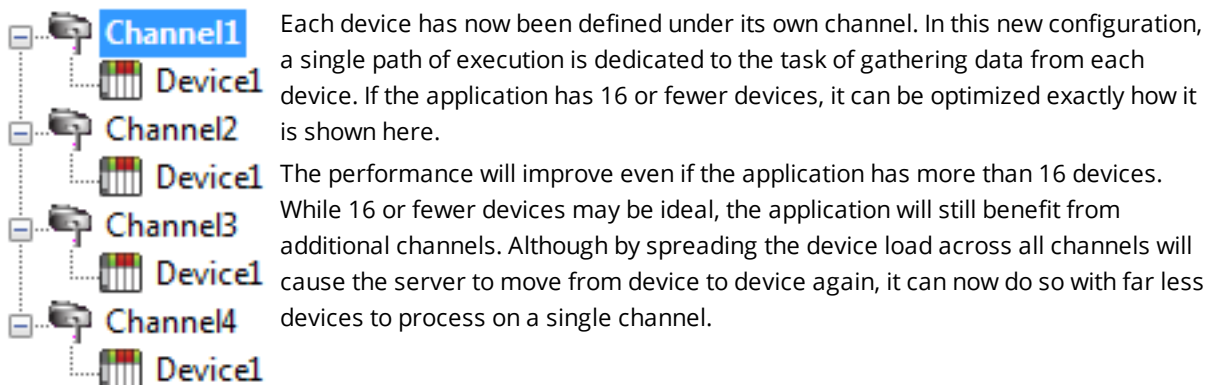 Channel1
Device1
Channel2
Device1
Channel3
Device1
Channel4
Device1
Each device has now been defined under its own channel. In this new configuration,
a single path of execution is dedicated to the task of gathering data from each
device. If the application has 16 or fewer devices, it can be optimized exactly how it
is shown here.
The performance will improve even if the application has more than 16 devices.
While 16 or fewer devices may be ideal, the application will still benefit from
additional channels. Although by spreading the device load across all channels will
cause the server to move from device to device again, it can now do so with far less
devices to process on a single channel.